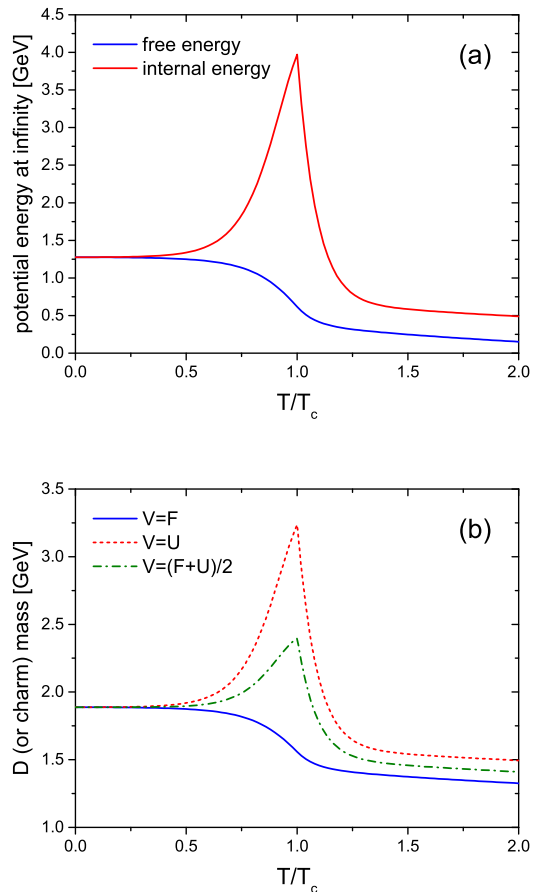 (a)
free energy
internal energy
potential energy at infinity [GeV]
4.5
4.0
3.5
3.0
2.5
2.0
1.5
1.0
0.5
0.0
0.0 0.5 1.0 1.5 2.0
T/Tc
(b)
V=F
V=U
V=(F+U)/2
D (or charm) mass [GeV]
3.5
3.0
2.5
2.0
1.5
1.0
0.0 0.5 1.0 1.5 2.0
T/Tc